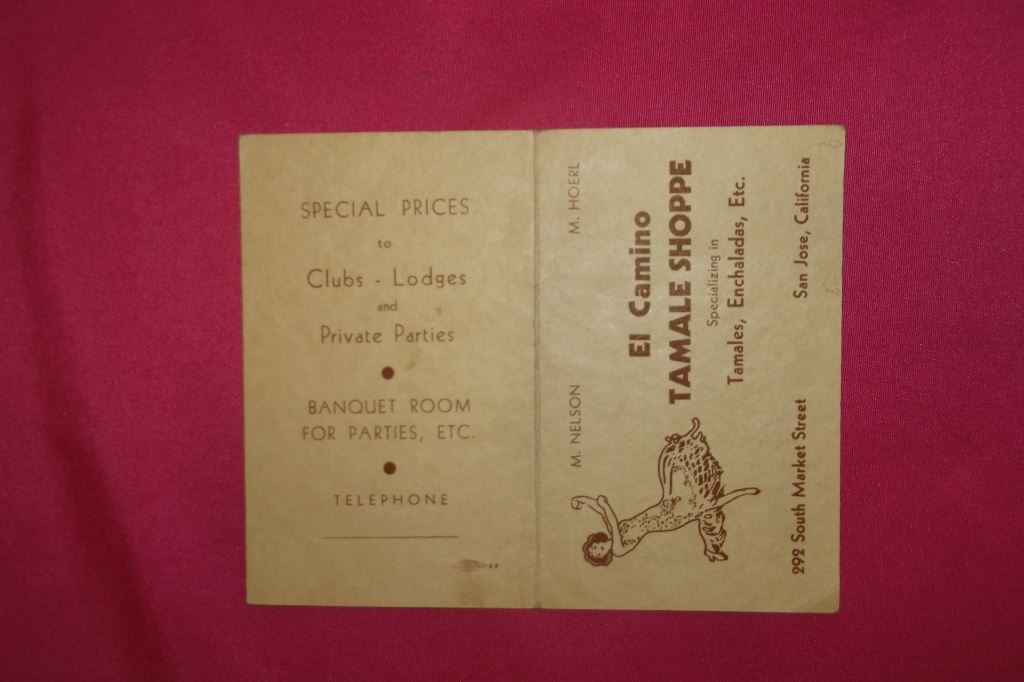 SPECIAL PRICES
to
Clubs - Lodges
and
Private Parties
BANQUET ROOM
FOR PARTIES, ETC.
TELEPHONE
M. NELSON M. HOERL
El Camino
TAMALE SHOPPE
Specializing in
Tamales, Enchaladas, Etc.
292 South Market Street San Jose, California